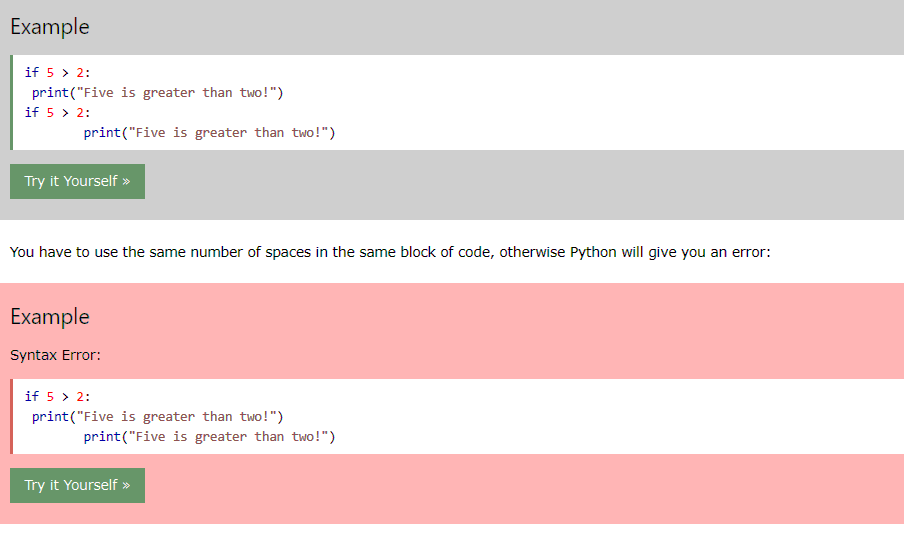 Example
if 5 > 2:
 print("Five is greater than two!")
if 5 > 2:
        print("Five is greater than two!")
Try it Yourself »
You have to use the same number of spaces in the same block of code, otherwise Python will give you an error:
Example
Syntax Error:
if 5 > 2:
 print("Five is greater than two!")
        print("Five is greater than two!")
Try it Yourself »